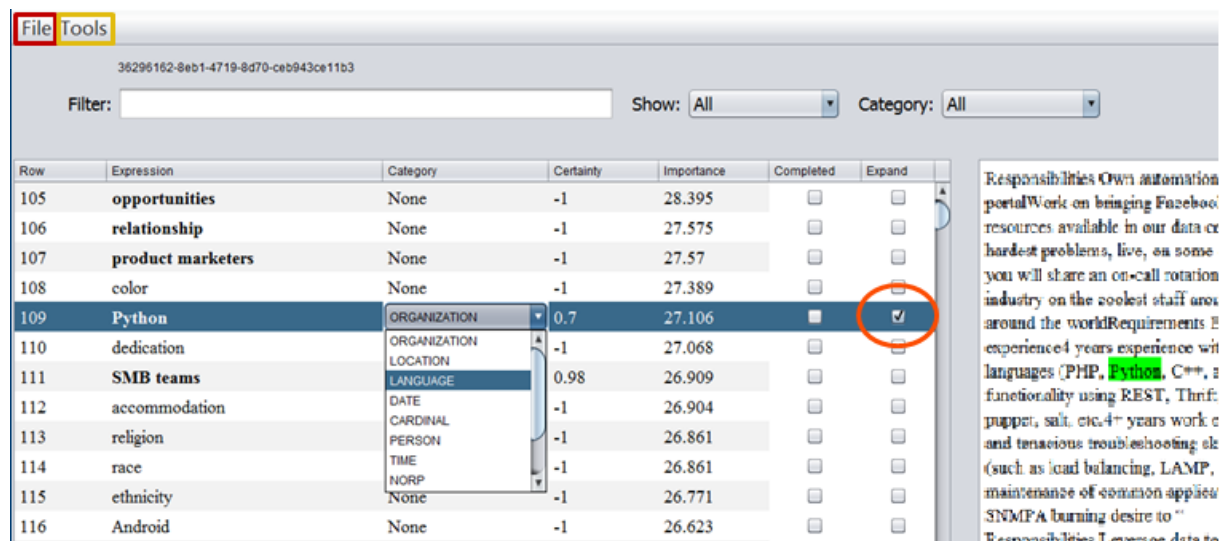 File Tools
36296162-8eb1-4719-8d70-ceb943ce11b3
Filter: Show: All Category: All
Row Expression Category Certainty Importance Completed Expand
105 opportunities None -1 28.395
106 relationship None -1 27.575
107 product marketers None -1 27.57
108 color None -1 27.389
109 Python ORGANIZATION 0.7 27.106
110 dedication ORGANIZATION -1 27.068
LOCATION
111 SMB teams LANGUAGE 0.98 26.909
DATE
112 accommodation -1 26.904
CARDINAL
113 religion PERSON -1 26.861
114 race TIME -1 26.861
NORP
115 ethnicity None -1 26.771
116 Android None -1 26.623
Responsibilities Own automation
portalWork on bringing
resources available in our data
hardest problems, live, on some
you will share an on-call rotation
industry on the coolest stuff
around the worldRequirements
experience4 years experience
languages (PHP, Python, C++,
functionality using REST,
puppet, salt, etc.4+ years work
and tenacious troubleshooting
(such as load balancing, LAMP,
maintenance of common
SNMPA burning desire to "
Responsibilities Leverage data to